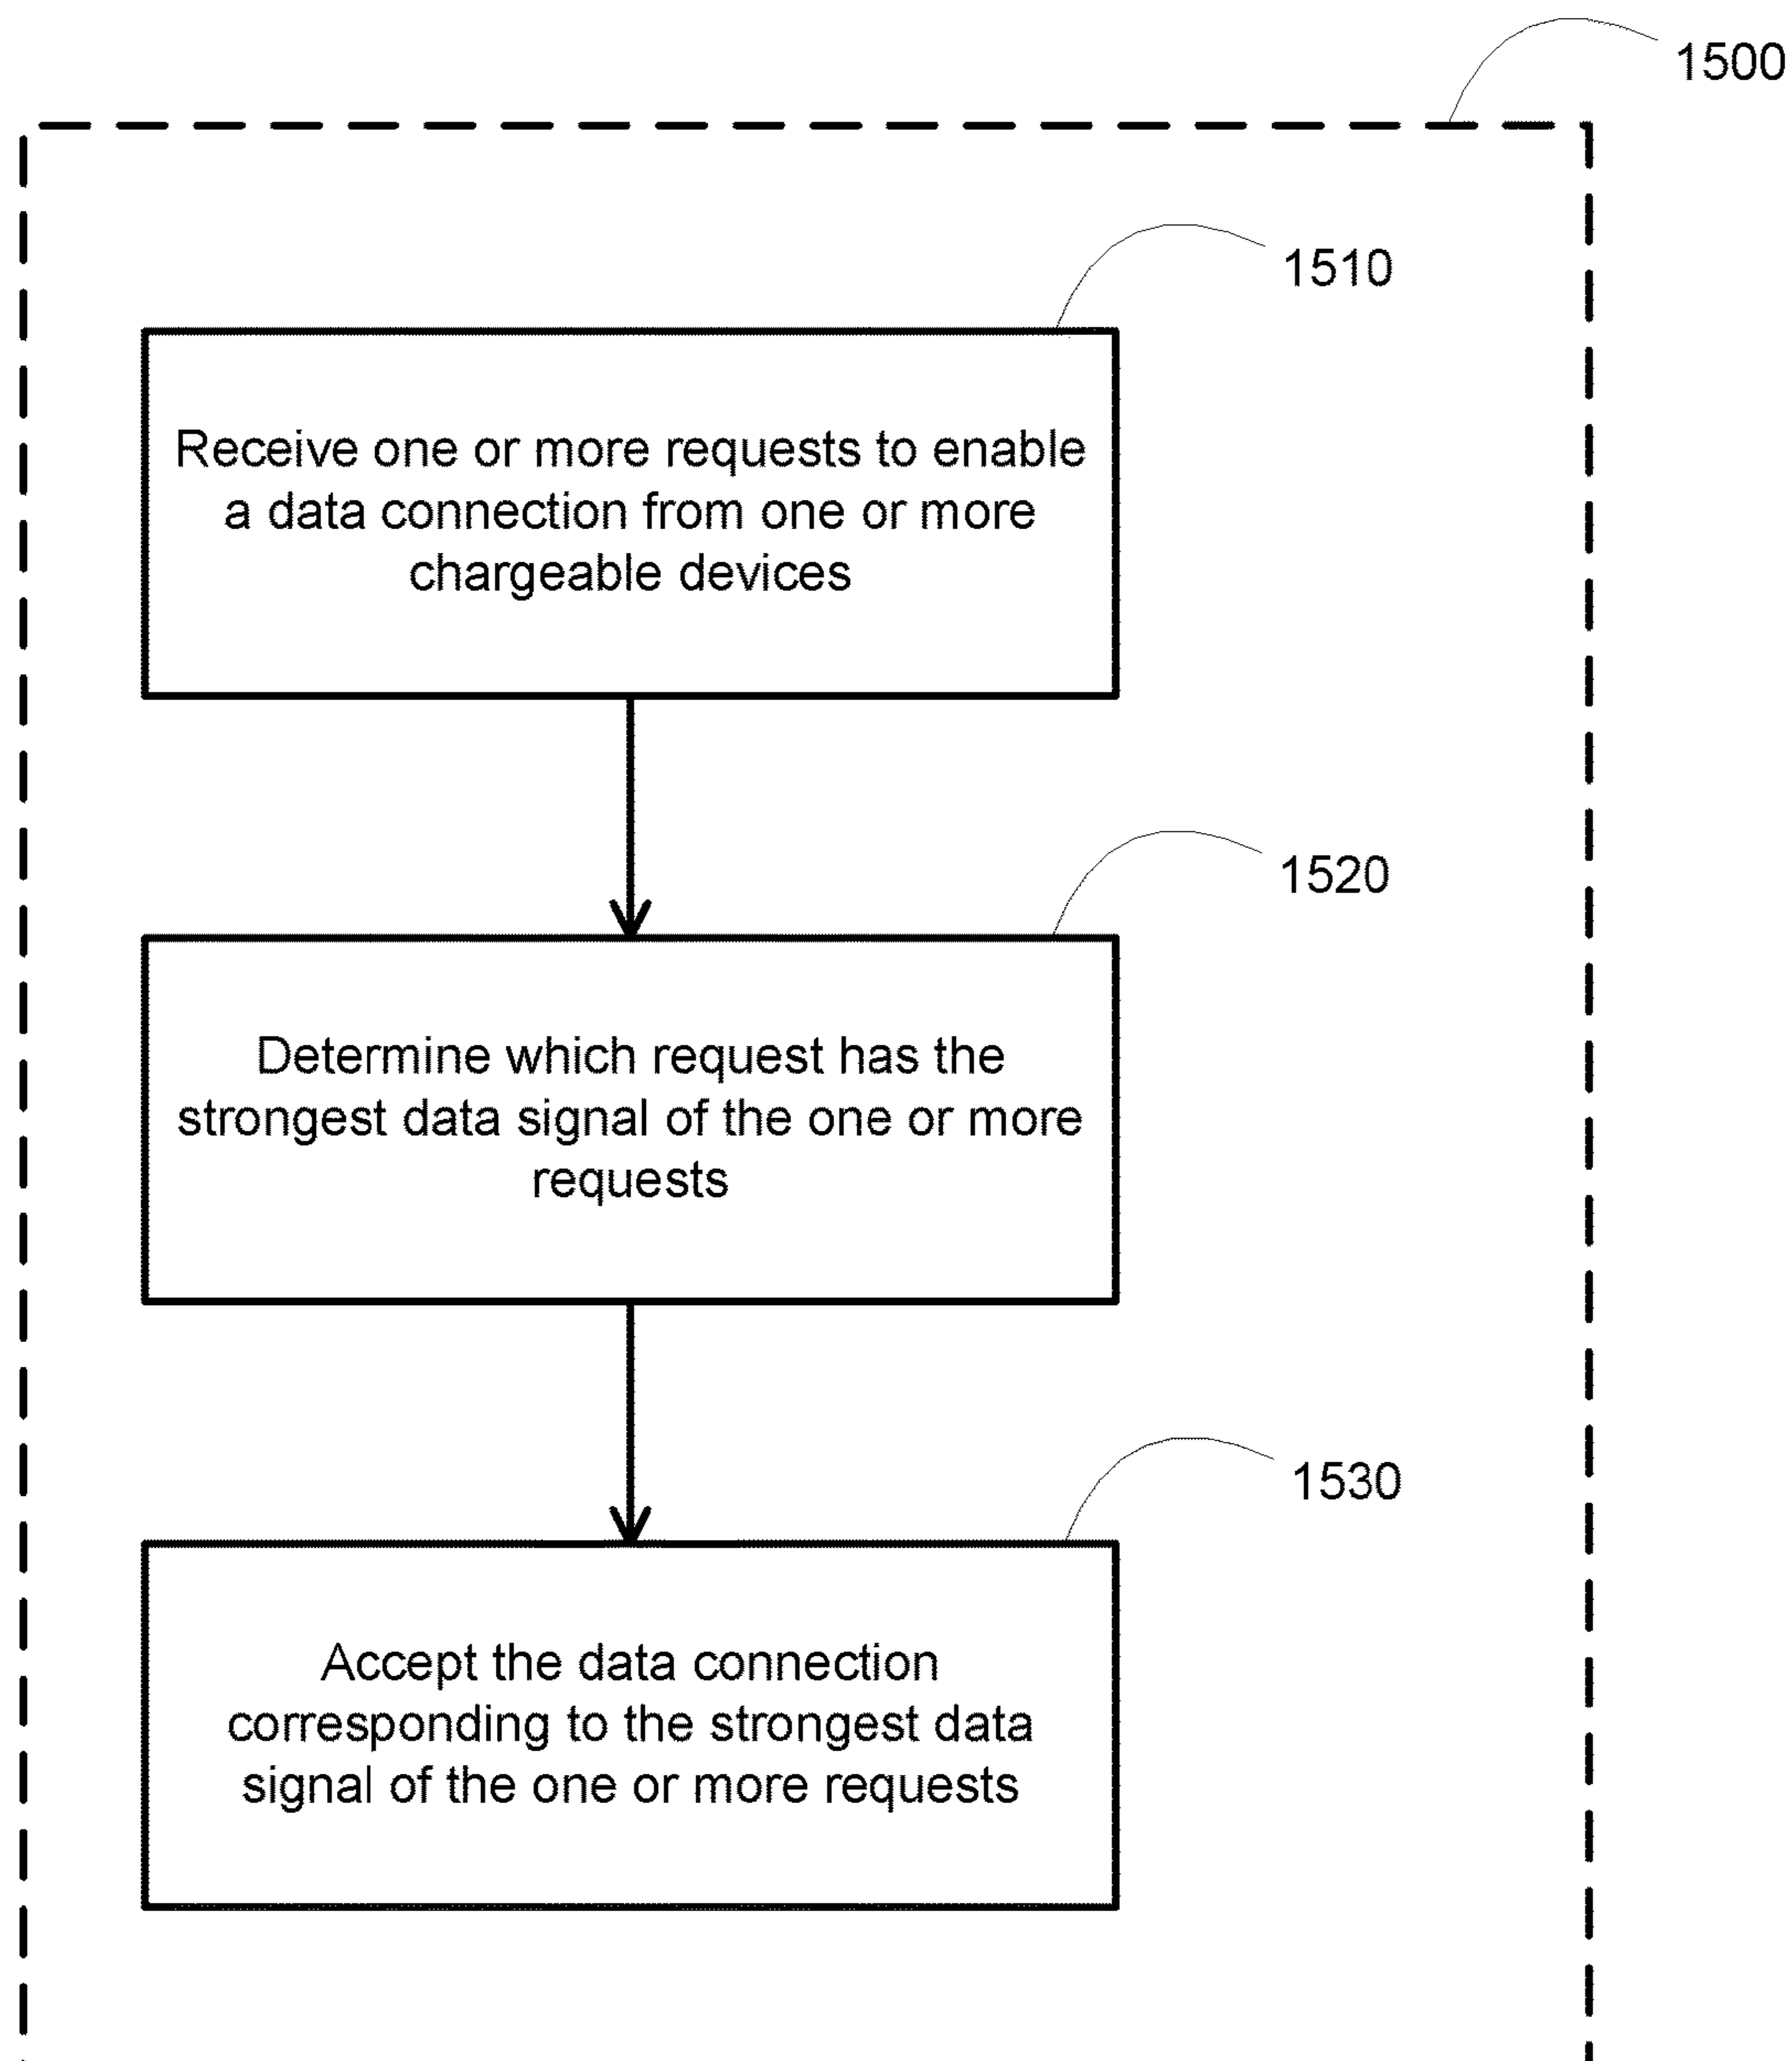 1500
1510
Receive one or more requests to enable
a data connection from one or more
chargeable devices
1520
Determine which request has the
strongest data signal of the one or more
requests
1530
Accept the data connection
corresponding to the strongest data
signal of the one or more requests